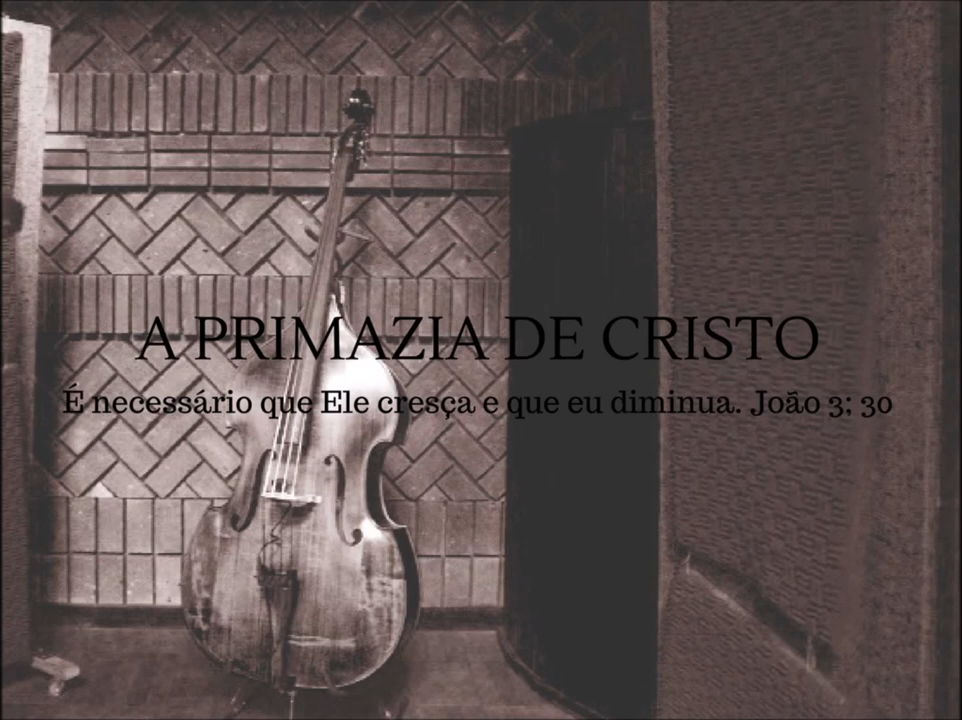 A PRIMAZIA DE CRISTO
É necessário que Ele cresça e que eu diminua. João 3; 30